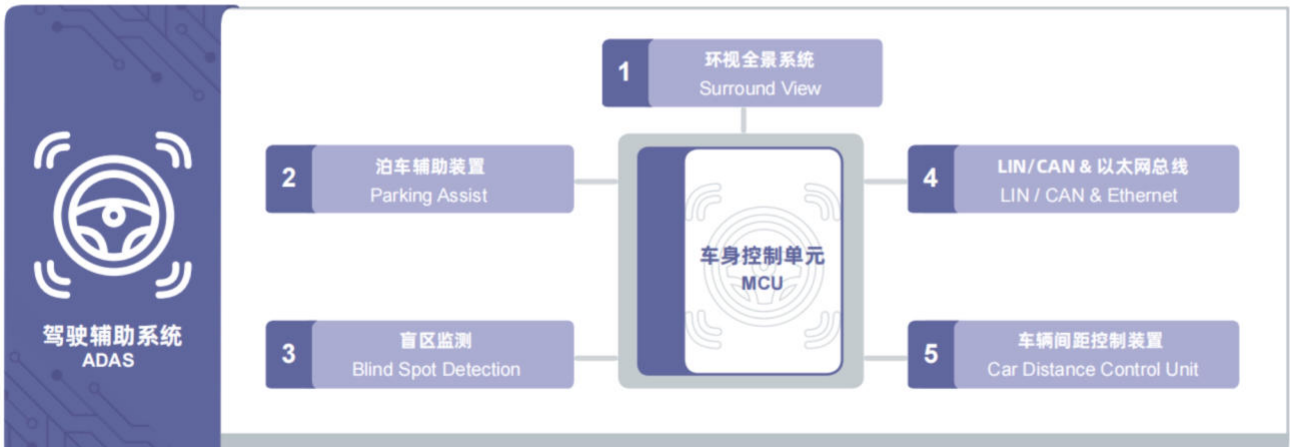 驾驶辅助系统
ADAS
1
环视全景系统
Surround View
2
泊车辅助装置
Parking Assist
3
盲区监测
Blind Spot Detection
车身控制单元
MCU
4
LIN/CAN & 以太网总线
LIN / CAN & Ethernet
5
车辆间距控制装置
Car Distance Control Unit